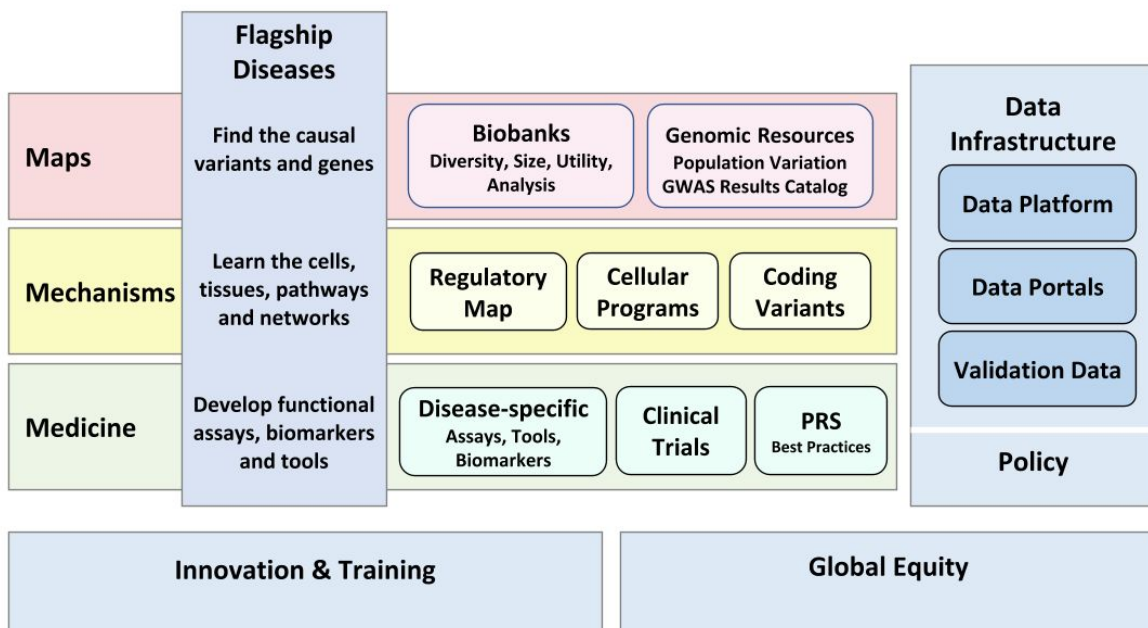 Flagship
Diseases
Maps
Find the causal
variants and genes
Biobanks
Diversity, Size, Utility,
Analysis
Genomic Resources
Population Variation
GWAS Results Catalog
Mechanisms
Learn the cells,
tissues, pathways
and networks
Regulatory
Map
Cellular
Programs
Coding
Variants
Medicine
Develop functional
assays, biomarkers
and tools
Disease-specific
Assays, Tools,
Biomarkers
Clinical
Trials
PRS
Best Practices
Data
Infrastructure
Data Platform
Data Portals
Validation Data
Policy
Innovation & Training
Global Equity